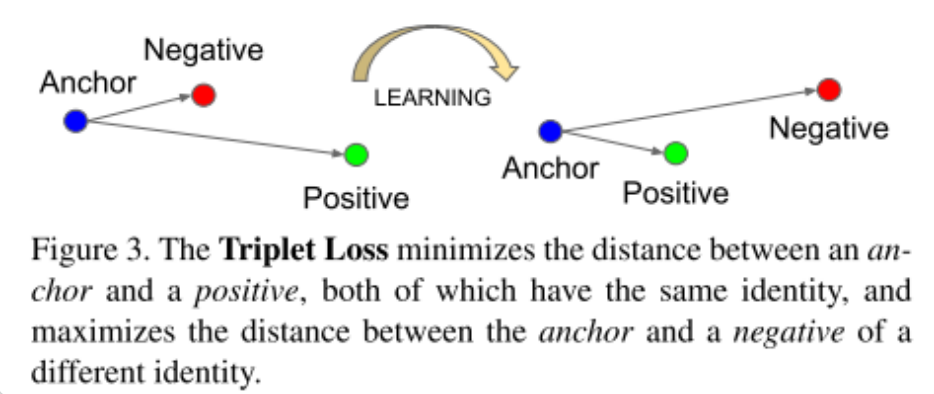 Negative
Anchor
LEARNING
Positive
Negative
Anchor
Positive
Figure 3. The Triplet Loss minimizes the distance between an an-
chor and a positive, both of which have the same identity, and
maximizes the distance between the anchor and a negative of a
different identity.